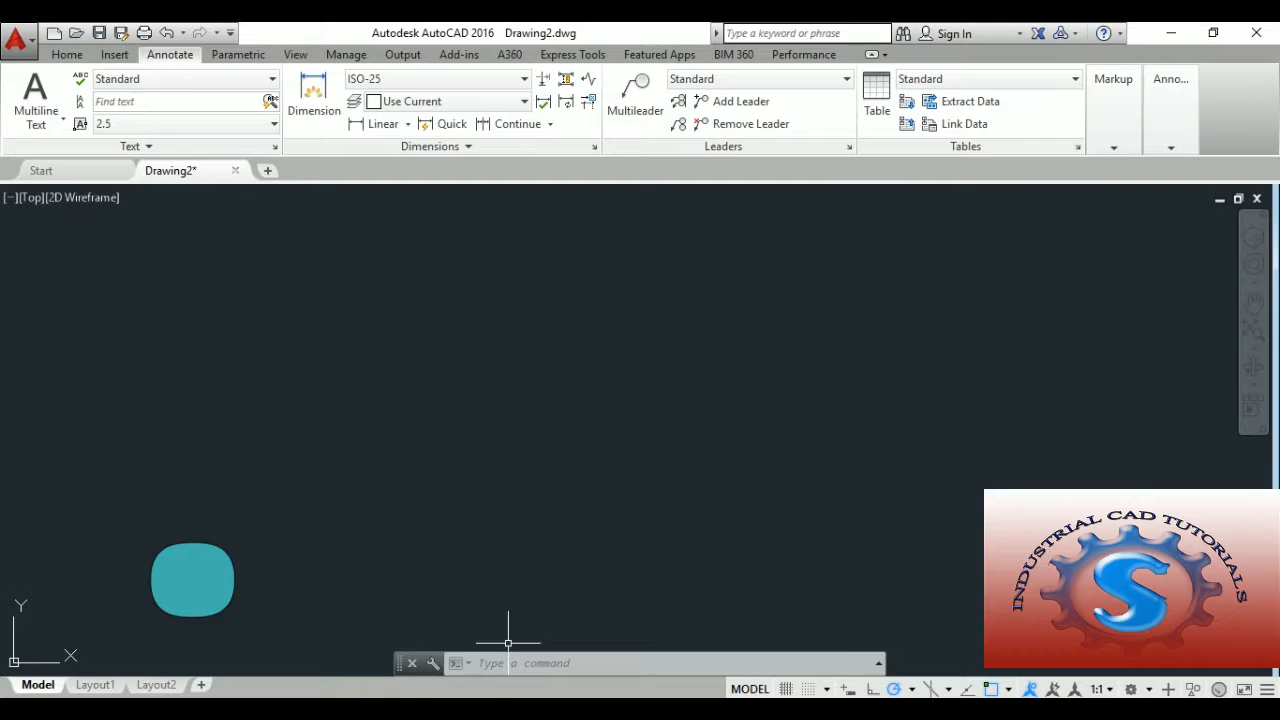 Autodesk AutoCAD 2016 Drawing2.dwg
Type a keyword or phrase
Sign In
Home Insert Annotate Parametric View Manage Output Add-ins A360 Express Tools Featured Apps BIM 360 Performance
Multiline
Text
Standard
Find text
2.5
Text
Dimension
ISO-25
Use Current
Linear Quick Continue
Dimensions
Multileader
Standard
Add Leader
Remove Leader
Leaders
Table
Standard
Extract Data
Link Data
Tables
Markup
Anno...
Start Drawing2*
[−][Top][2D Wireframe]
Y
X
Type a command
INDUSTRIAL CAD TUTORIALS
S
Model Layout1 Layout2
MODEL 1:1